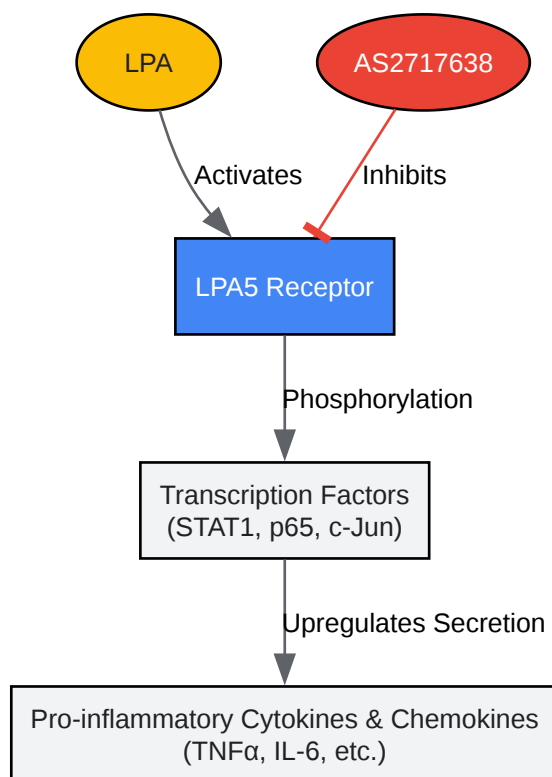 LPA
AS2717638
Activates
Inhibits
LPA5 Receptor
Phosphorylation
Transcription Factors
(STAT1, p65, c-Jun)
Upregulates Secretion
Pro-inflammatory Cytokines & Chemokines
(TNFα, IL-6, etc.)